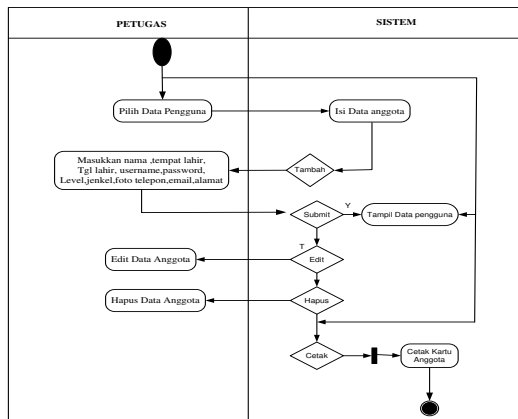 PETUGAS
SISTEM
Pilih Data Pengguna
Isi Data anggota
Masukkan nama ,tempat lahir,
Tgl lahir, username,password,
Level,jenkel,foto telepon,email,alamat
Tambah
Submit
Y
Tampil Data pengguna
T
Edit Data Anggota
Edit
Hapus Data Anggota
Hapus
Cetak
Cetak Kartu
Anggota